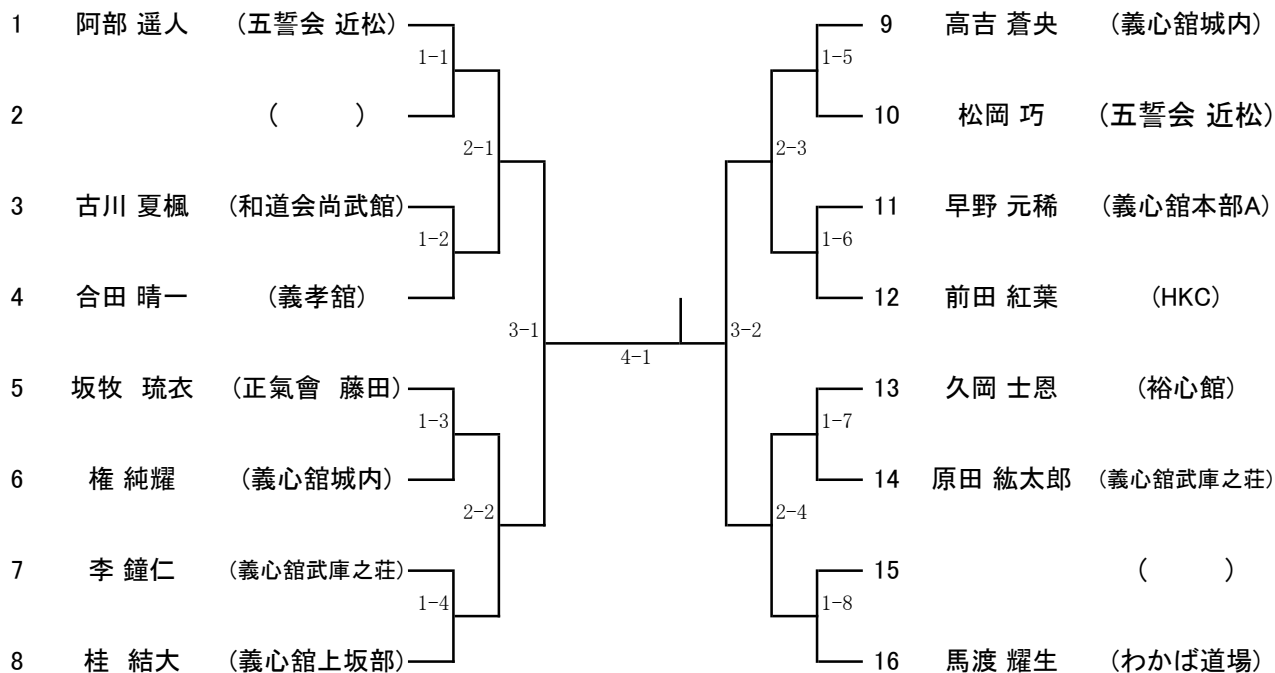 1 阿部 遥人 (五誓会 近松)
1-1
2 (　　　)
2-1
3 古川 夏楓 (和道会尚武館)
1-2
4 合田 晴一 (義孝舘)
3-1
5 坂牧　琉衣 (正氣會　藤田)
1-3
6 権 純耀 (義心舘城内)
2-2
7 李 鐘仁 (義心舘武庫之荘)
1-4
8 桂　結大 (義心舘上坂部)
4-1
9 高吉 蒼央 (義心舘城内)
1-5
10 松岡 巧 (五誓会 近松)
2-3
11 早野 元稀 (義心舘本部A)
1-6
12 前田 紅葉 (HKC)
3-2
13 久岡 士恩 (裕心館)
1-7
14 原田 紘太郎 (義心舘武庫之荘)
2-4
15 (　　　)
1-8
16 馬渡 耀生 (わかば道場)